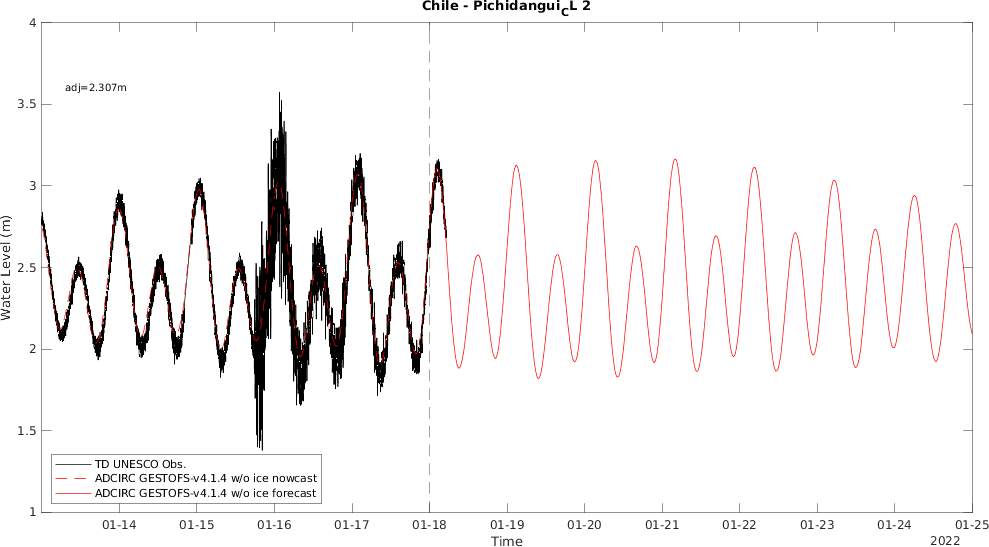 Chile - Pichidangui_CL 2
4
3.5
3
2.5
2
1.5
1
Water Level (m)
adj=2.307m
TD UNESCO Obs.
ADCIRC GESTOFS-v4.1.4 w/o ice nowcast
ADCIRC GESTOFS-v4.1.4 w/o ice forecast
01-14 01-15 01-16 01-17 01-18 01-19 01-20 01-21 01-22 01-23 01-24 01-25
Time
2022